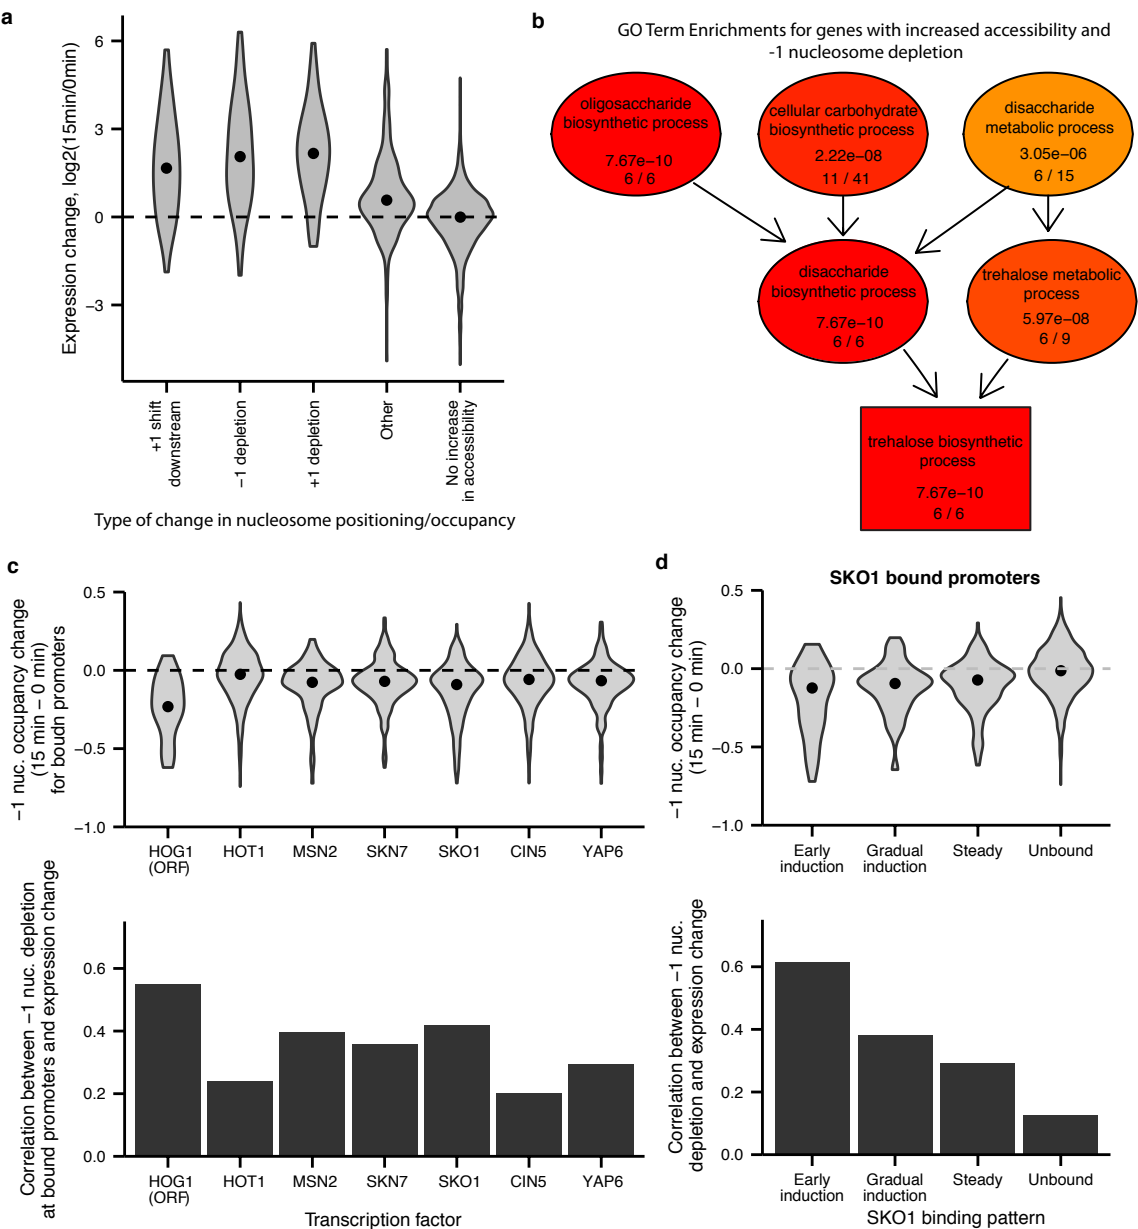 a
6
3
0
−3
Expression change, log2(15min/0min)
+1 shift
downstream
−1 depletion
+1 depletion
Other
No increase
in accessibility
Type of change in nucleosome positioning/occupancy
b
GO Term Enrichments for genes with increased accessibility and
-1 nucleosome depletion
oligosaccharide
biosynthetic process
7.67e−10
6 / 6
cellular carbohydrate
biosynthetic process
2.22e−08
11 / 41
disaccharide
metabolic process
3.05e−06
6 / 15
disaccharide
biosynthetic process
7.67e−10
6 / 6
trehalose metabolic
process
5.97e−08
6 / 9
trehalose biosynthetic
process
7.67e−10
6 / 6
c
−1 nuc. occupancy change
(15 min − 0 min)
for boudn promoters
0.5
0.0
−0.5
−1.0
HOG1
(ORF)
HOT1
MSN2
SKN7
SKO1
CIN5
YAP6
Correlation between −1 nuc. depletion
at bound promoters and expression change
0.6
0.4
0.2
0.0
HOG1
(ORF)
HOT1
MSN2
SKN7
SKO1
CIN5
YAP6
Transcription factor
d
SKO1 bound promoters
−1 nuc. occupancy change
(15 min − 0 min)
0.5
0.0
−0.5
−1.0
Early
induction
Gradual
induction
Steady
Unbound
Correlation between −1 nuc.
depletion and expression change
0.6
0.4
0.2
0.0
Early
induction
Gradual
induction
Steady
Unbound
SKO1 binding pattern